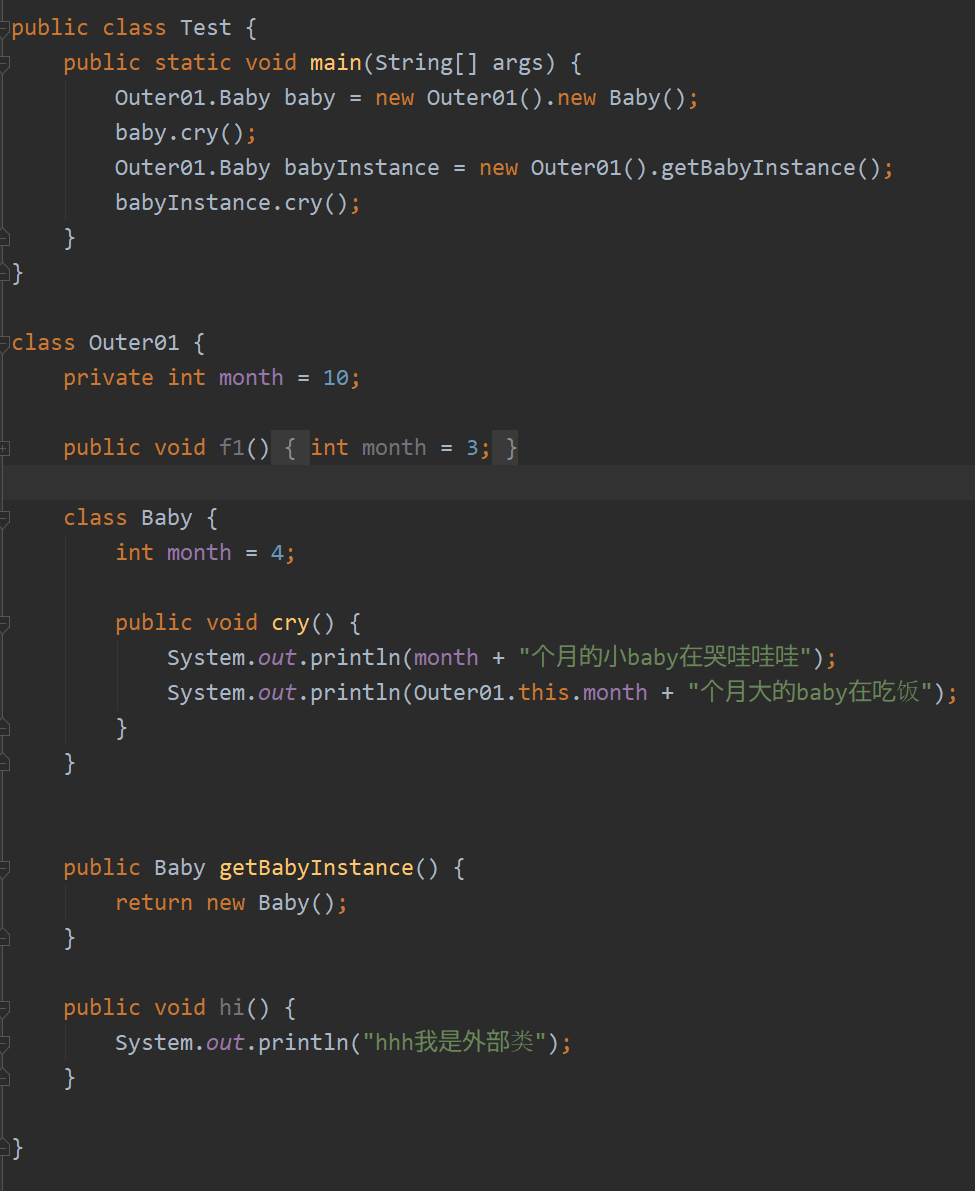 public class Test {
    public static void main(String[] args) {
        Outer01.Baby baby = new Outer01().new Baby();
        baby.cry();
        Outer01.Baby babyInstance = new Outer01().getBabyInstance();
        babyInstance.cry();
    }
}
class Outer01 {
    private int month = 10;
    public void f1() { int month = 3; }
    class Baby {
        int month = 4;
        public void cry() {
            System.out.println(month + "个月的小baby在哭哇哇哇");
            System.out.println(Outer01.this.month + "个月大的baby在吃饭");
        }
    }
    public Baby getBabyInstance() {
        return new Baby();
    }
    public void hi() {
        System.out.println("hhh我是外部类");
    }
}